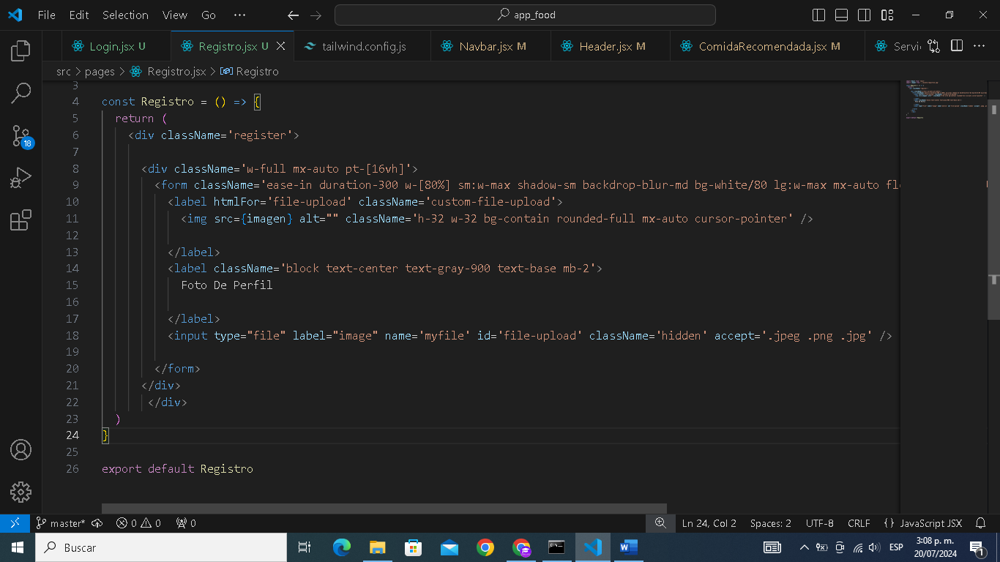 File Edit Selection View Go ··· app_food
Login.jsx U Registro.jsx U tailwind.config.js Navbar.jsx M Header.jsx M ComidaRecomendada.jsx M Servi ···
src > pages > Registro.jsx > Registro
3
4 const Registro = () => {
5 return (
6 <div className='register'>
7
8 <div className='w-full mx-auto pt-[16vh]'>
9 <form className='ease-in duration-300 w-[80%] sm:w-max shadow-sm backdrop-blur-md bg-white/80 lg:w-max mx-auto fle
10 <label htmlFor='file-upload' className='custom-file-upload'>
11 <img src={imagen} alt="" className='h-32 w-32 bg-contain rounded-full mx-auto cursor-pointer' />
12
13 </label>
14 <label className='block text-center text-gray-900 text-base mb-2'>
15 Foto De Perfil
16
17 </label>
18 <input type="file" label="image" name='myfile' id='file-upload' className='hidden' accept='.jpeg .png .jpg' />
19
20 </form>
21 </div>
22 </div>
23 )
24 }
25
26 export default Registro
18
master* 0 0 0 Ln 24, Col 2 Spaces: 2 UTF-8 CRLF {} JavaScript JSX
Buscar ESP 3:08 p. m.
20/07/2024 1